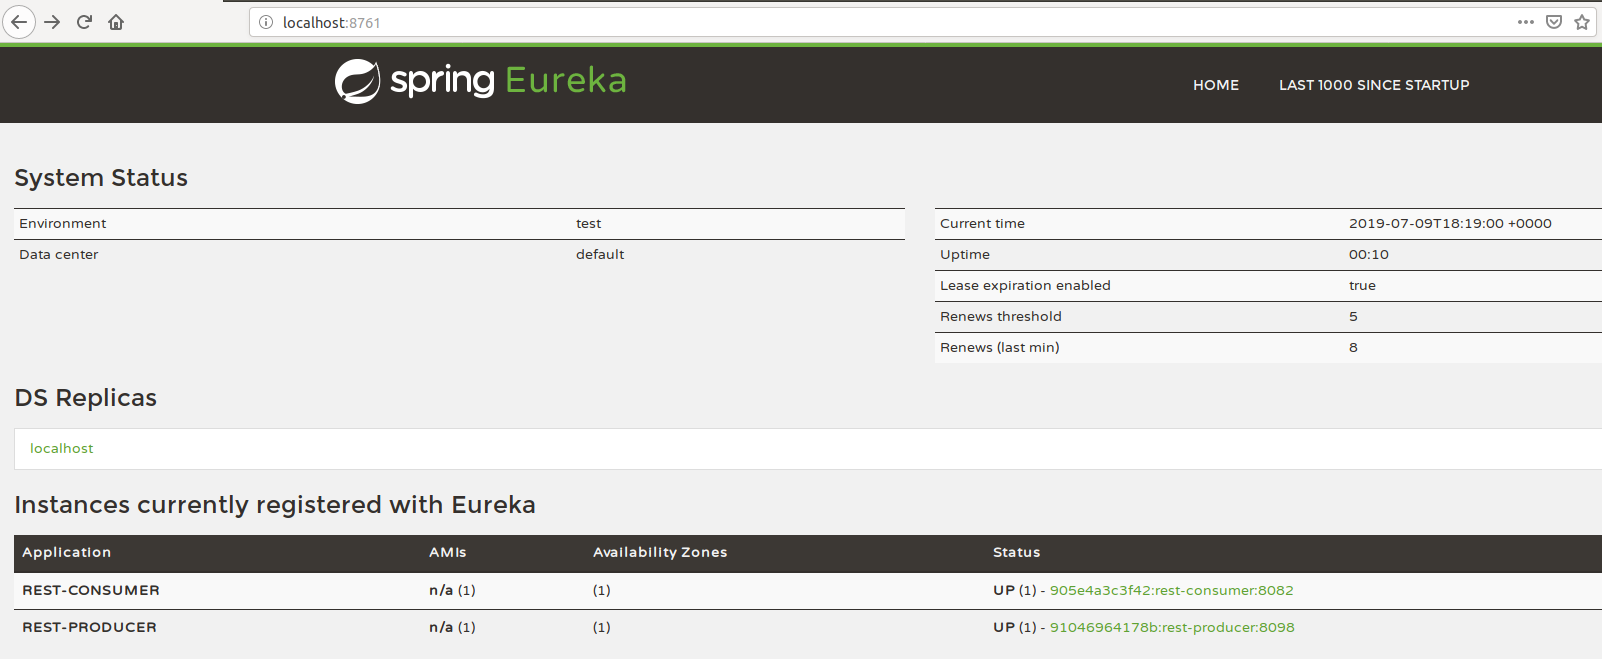 localhost:8761
spring Eureka
HOME LAST 1000 SINCE STARTUP
System Status
Environment test
Data center default
Current time 2019-07-09T18:19:00 +0000
Uptime 00:10
Lease expiration enabled true
Renews threshold 5
Renews (last min) 8
DS Replicas
localhost
Instances currently registered with Eureka
Application AMIs Availability Zones Status
REST-CONSUMER n/a (1) (1) UP (1) - 905e4a3c3f42:rest-consumer:8082
REST-PRODUCER n/a (1) (1) UP (1) - 91046964178b:rest-producer:8098